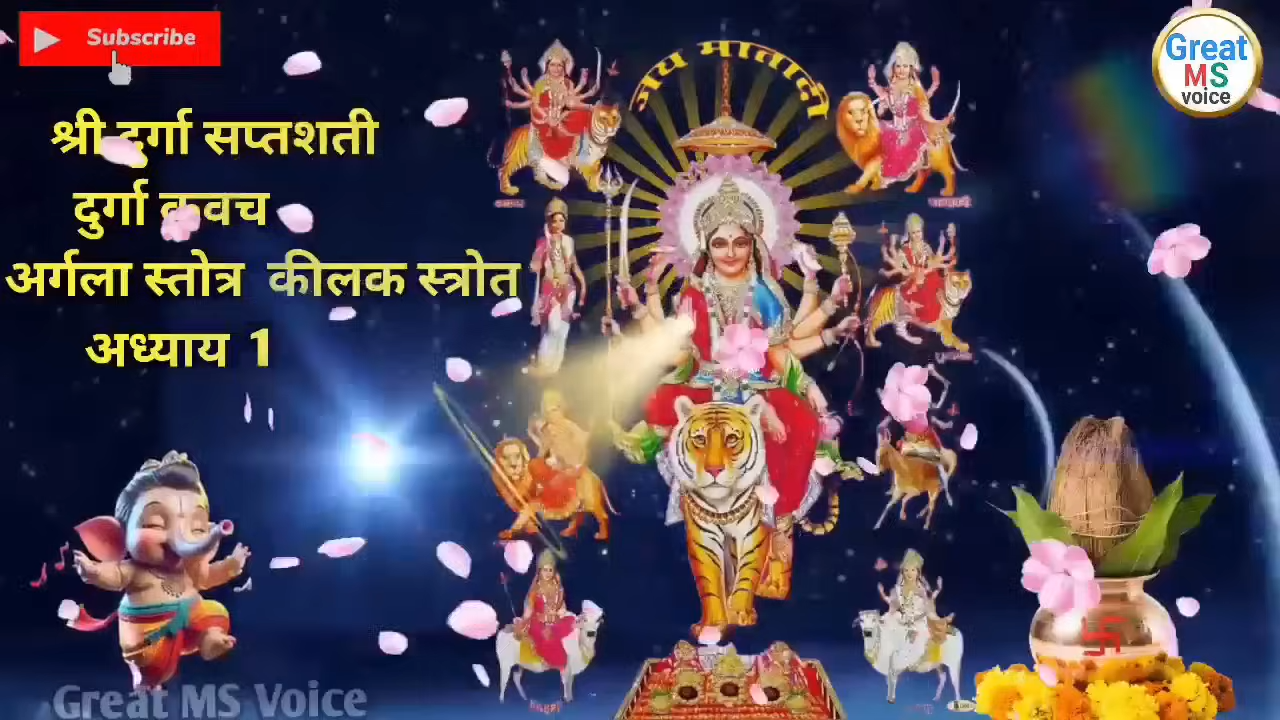 Subscribe
जय माता दी
Great
MS
voice
श्री दुर्गा सप्तशती
दुर्गा कवच
अर्गला स्तोत्र कीलक स्त्रोत
अध्याय 1
Great MS Voice